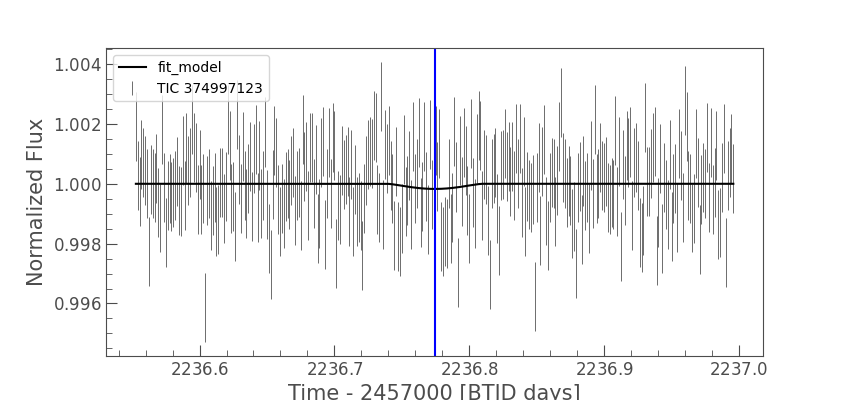 fit_model
TIC 374997123
1.004
1.002
1.000
0.998
0.996
Normalized Flux
2236.6 2236.7 2236.8 2236.9 2237.0
Time - 2457000 [BTJD days]